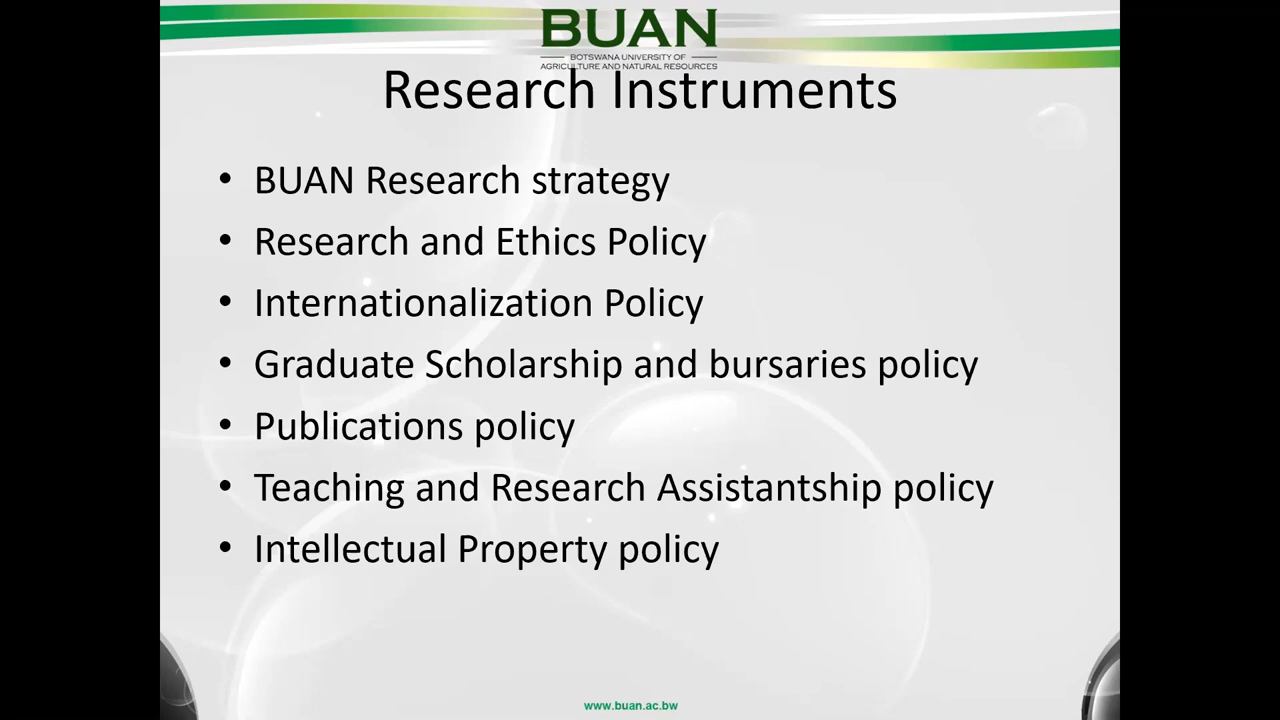 BUAN
BOTSWANA UNIVERSITY OF
AGRICULTURE AND NATURAL RESOURCES
Research Instruments
• BUAN Research strategy
• Research and Ethics Policy
• Internationalization Policy
• Graduate Scholarship and bursaries policy
• Publications policy
• Teaching and Research Assistantship policy
• Intellectual Property policy
www.buan.ac.bw